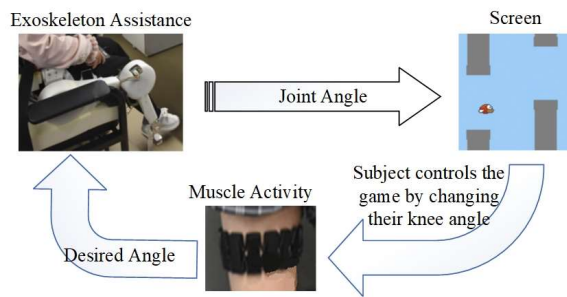 Exoskeleton Assistance
Screen
Joint Angle
Subject controls the
game by changing
their knee angle
Muscle Activity
Desired Angle